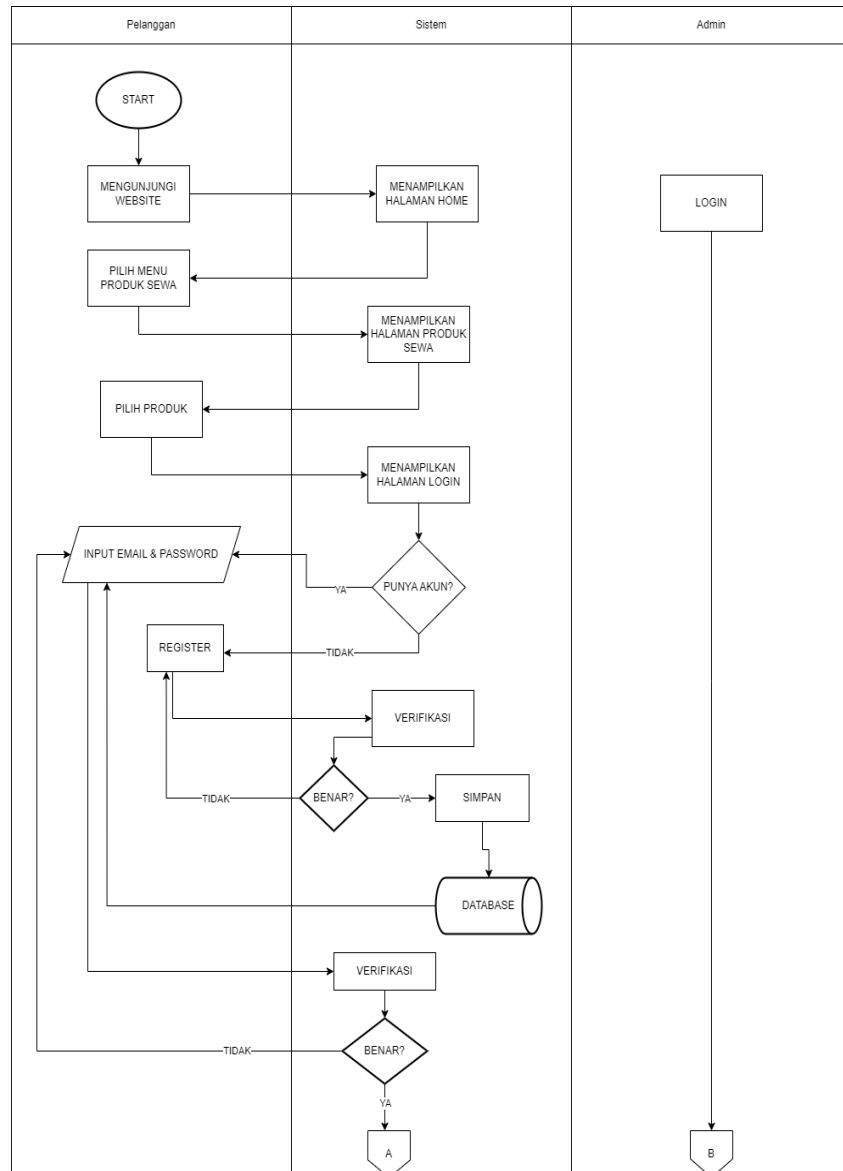 Pelanggan
Sistem
Admin
START
MENGUNJUNGI
WEBSITE
MENAMPILKAN
HALAMAN HOME
LOGIN
PILIH MENU
PRODUK SEWA
MENAMPILKAN
HALAMAN PRODUK
SEWA
PILIH PRODUK
MENAMPILKAN
HALAMAN LOGIN
INPUT EMAIL & PASSWORD
YA
PUNYA AKUN?
REGISTER
TIDAK
VERIFIKASI
TIDAK
BENAR?
YA
SIMPAN
DATABASE
VERIFIKASI
TIDAK
BENAR?
YA
A
B